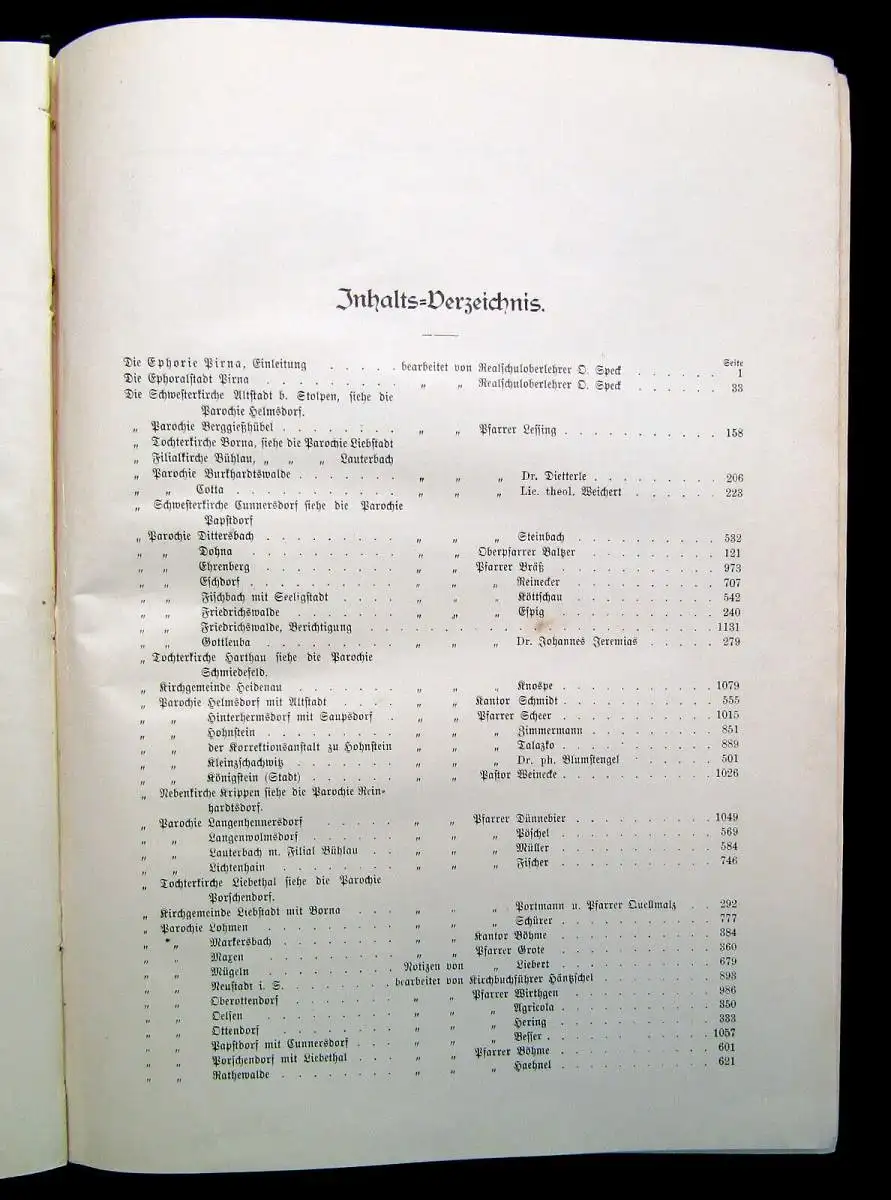 Inhalts=Verzeichnis.
Seite
Die Ephorie Pirna, Einleitung . . . . . bearbeitet von Realschuloberlehrer O. Speck . . . . . . 1
Die Ephoralstadt Pirna . . . . . . . . . „ „ Realschuloberlehrer O. Speck . . . . . . 33
Die Schwesterkirche Altstadt b. Stolpen, siehe die
Parochie Helmsdorf.
„ Parochie Berggießhübel . . . . . . . . „ „ Pfarrer Lessing . . . . . . . . . . . 158
„ Tochterkirche Borna, siehe die Parochie Liebstadt
„ Filialkirche Bühlau, „ „ „ Lauterbach
„ Parochie Burkhardtswalde . . . . . . . „ „ „ Dr. Dietterle . . . . . . . . 206
„ „ Cotta . . . . . . . . . . . „ „ „ Lic. theol. Weichert . . . . . . 223
„ Schwesterkirche Cunnersdorf siehe die Parochie
Papstdorf
„ Parochie Dittersbach . . . . . . . . . „ „ „ Steinbach . . . . . . . . . 532
„ „ Dohna . . . . . . . . . . „ „ Oberpfarrer Baltzer . . . . . . . . . 121
„ „ Ehrenberg . . . . . . . . . „ „ Pfarrer Bräß . . . . . . . . . . . 973
„ „ Eschdorf . . . . . . . . . . „ „ „ Reinecker . . . . . . . . . 707
„ „ Fischbach mit Seeligstadt . . . . „ „ „ Köttschau . . . . . . . . . 542
„ „ Friedrichswalde . . . . . . . „ „ „ Espig . . . . . . . . . . 240
„ „ Friedrichswalde, Berichtigung . . . . . . . . . . . . . . . . . . . . . . 1131
„ „ Gottleuba . . . . . . . . . „ „ „ Dr. Johannes Jeremias . . . . . 279
„ Tochterkirche Harthau siehe die Parochie
Schmiedefeld.
„ Kirchgemeinde Heidenau . . . . . . . „ „ „ Knospe . . . . . . . . . . 1079
„ Parochie Helmsdorf mit Altstadt . . . . „ „ Kantor Schmidt . . . . . . . . . . . 555
„ „ Hinterhermsdorf mit Saupsdorf . „ „ Pfarrer Scheer . . . . . . . . . . . 1015
„ „ Hohnstein . . . . . . . . . „ „ „ Zimmermann . . . . . . . . 851
„ „ der Korrektionsanstalt zu Hohnstein „ „ „ Talazko . . . . . . . . . . 889
„ „ Kleinzschachwitz . . . . . . . „ „ „ Dr. ph. Blumstengel . . . . . . 501
„ „ Königstein (Stadt) . . . . . . „ „ Pastor Weinecke . . . . . . . . . . . 1026
„ Nebenkirche Krippen siehe die Parochie Rein-
hardtsdorf.
„ Parochie Langenhennersdorf . . . . . „ „ Pfarrer Dünnebier . . . . . . . . . . 1049
„ „ Langenwolmsdorf . . . . . . „ „ „ Pöschel . . . . . . . . . . 569
„ „ Lauterbach m. Filial Bühlau . . „ „ „ Müller . . . . . . . . . . 584
„ „ Lichtenhain . . . . . . . . „ „ „ Fischer . . . . . . . . . . 746
„ Tochterkirche Liebethal siehe die Parochie
Porschendorf.
„ Kirchgemeinde Liebstadt mit Borna . . . „ „ „ Portmann u. Pfarrer Quellmalz . . 292
„ Parochie Lohmen . . . . . . . . . . „ „ „ Schürer . . . . . . . . . . 777
„ „ Markersbach . . . . . . . . „ „ Kantor Böhme . . . . . . . . . . . 384
„ „ Maxen . . . . . . . . . . „ „ Pfarrer Grote . . . . . . . . . . . 360
„ „ Mügeln . . . . . . . . . Notizen von „ Liebert . . . . . . . . . . 679
„ „ Neustadt i. S. . . . . . . . bearbeitet von Kirchbuchführer Häntzschel . . . . . . . . 893
„ „ Oberottendorf . . . . . . . . „ „ Pfarrer Wirthgen . . . . . . . . . . 986
„ „ Oelsen . . . . . . . . . . „ „ „ Agricola . . . . . . . . . . 350
„ „ Ottendorf . . . . . . . . . „ „ „ Hering . . . . . . . . . . 333
„ „ Papstdorf mit Cunnersdorf . . . „ „ „ Besser . . . . . . . . . . . 1057
„ „ Porschendorf mit Liebethal . . . „ „ Pfarrer Böhme . . . . . . . . . . . 601
„ „ Rathewalde . . . . . . . . „ „ „ Haehnel . . . . . . . . . . 621